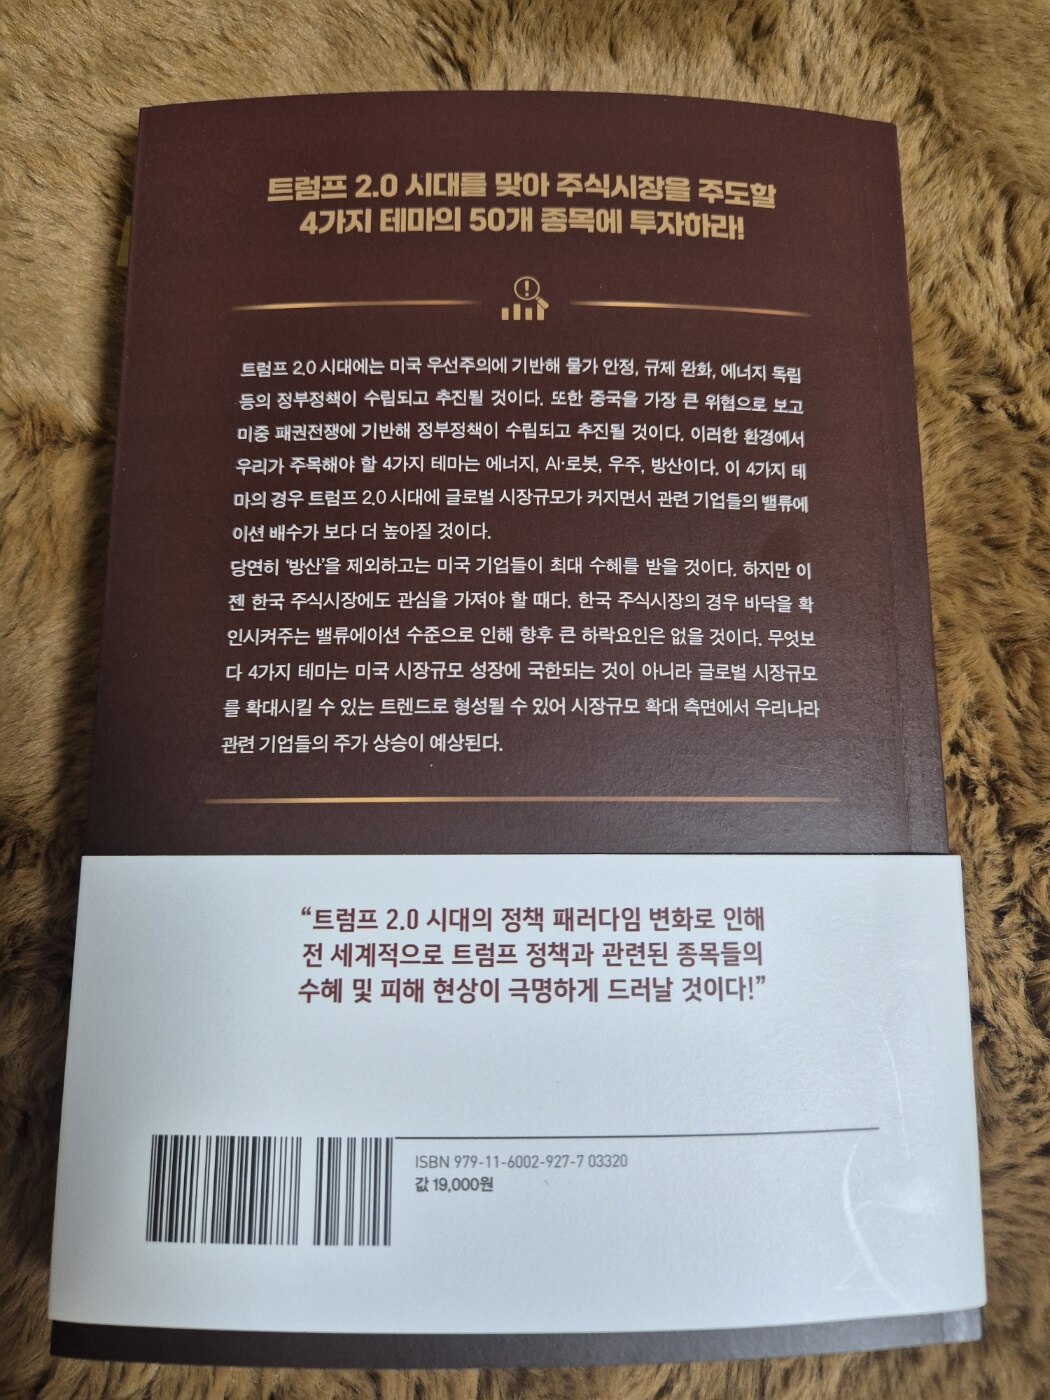 트럼프 2.0 시대를 맞아 주식시장을 주도할
4가지 테마의 50개 종목에 투자하라!
트럼프 2.0 시대에는 미국 우선주의에 기반해 물가 안정, 규제 완화, 에너지 독립
등의 정부정책이 수립되고 추진될 것이다. 또한 중국을 가장 큰 위협으로 보고
미중 패권전쟁에 기반해 정부정책이 수립되고 추진될 것이다. 이러한 환경에서
우리가 주목해야 할 4가지 테마는 에너지, AI·로봇, 우주, 방산이다. 이 4가지 테
마의 경우 트럼프 2.0 시대에 글로벌 시장규모가 커지면서 관련 기업들의 밸류에
이션 배수가 보다 더 높아질 것이다.
당연히 '방산'을 제외하고는 미국 기업들이 최대 수혜를 받을 것이다. 하지만 이
젠 한국 주식시장에도 관심을 가져야 할 때다. 한국 주식시장의 경우 바닥을 확
인시켜주는 밸류에이션 수준으로 인해 향후 큰 하락요인은 없을 것이다. 무엇보
다 4가지 테마는 미국 시장규모 성장에 국한되는 것이 아니라 글로벌 시장규모
를 확대시킬 수 있는 트렌드로 형성될 수 있어 시장규모 확대 측면에서 우리나라
관련 기업들의 주가 상승이 예상된다.
“트럼프 2.0 시대의 정책 패러다임 변화로 인해
전 세계적으로 트럼프 정책과 관련된 종목들의
수혜 및 피해 현상이 극명하게 드러날 것이다!”
ISBN 979-11-6002-927-7 03320
값 19,000원